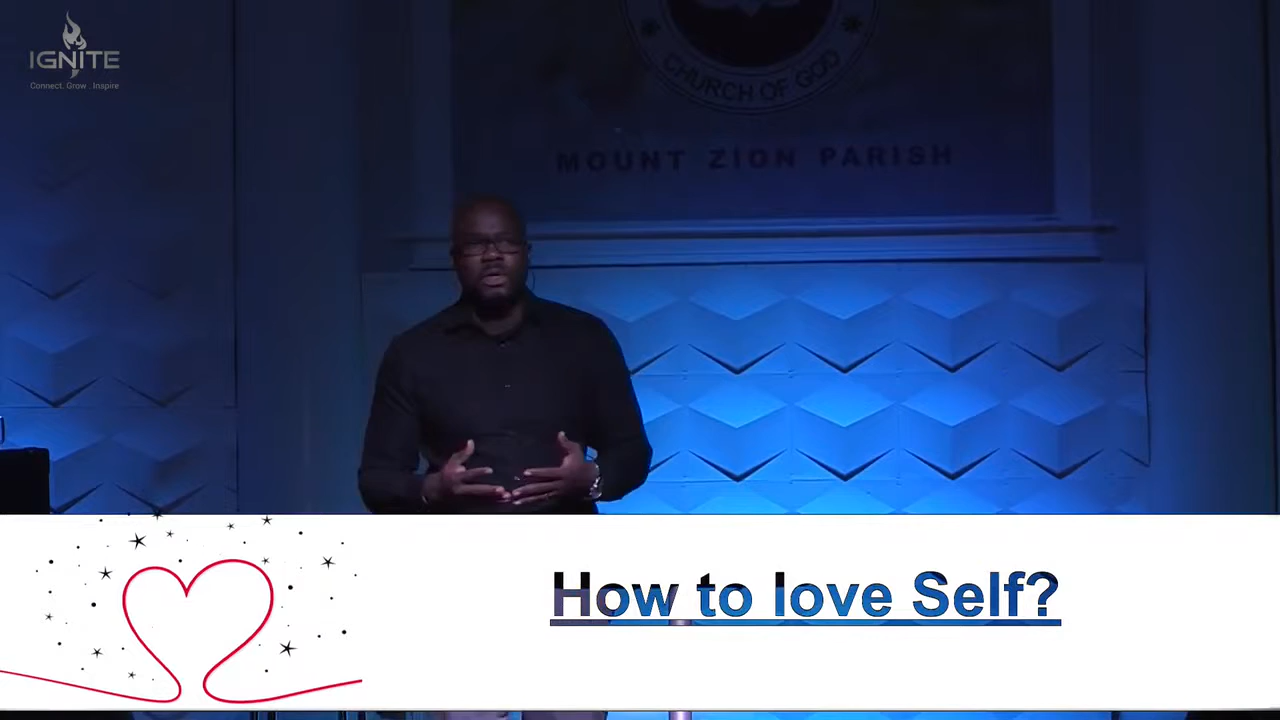 IGNITE
Connect. Grow . Inspire
CHURCH OF GOD
MOUNT ZION PARISH
How to love Self?